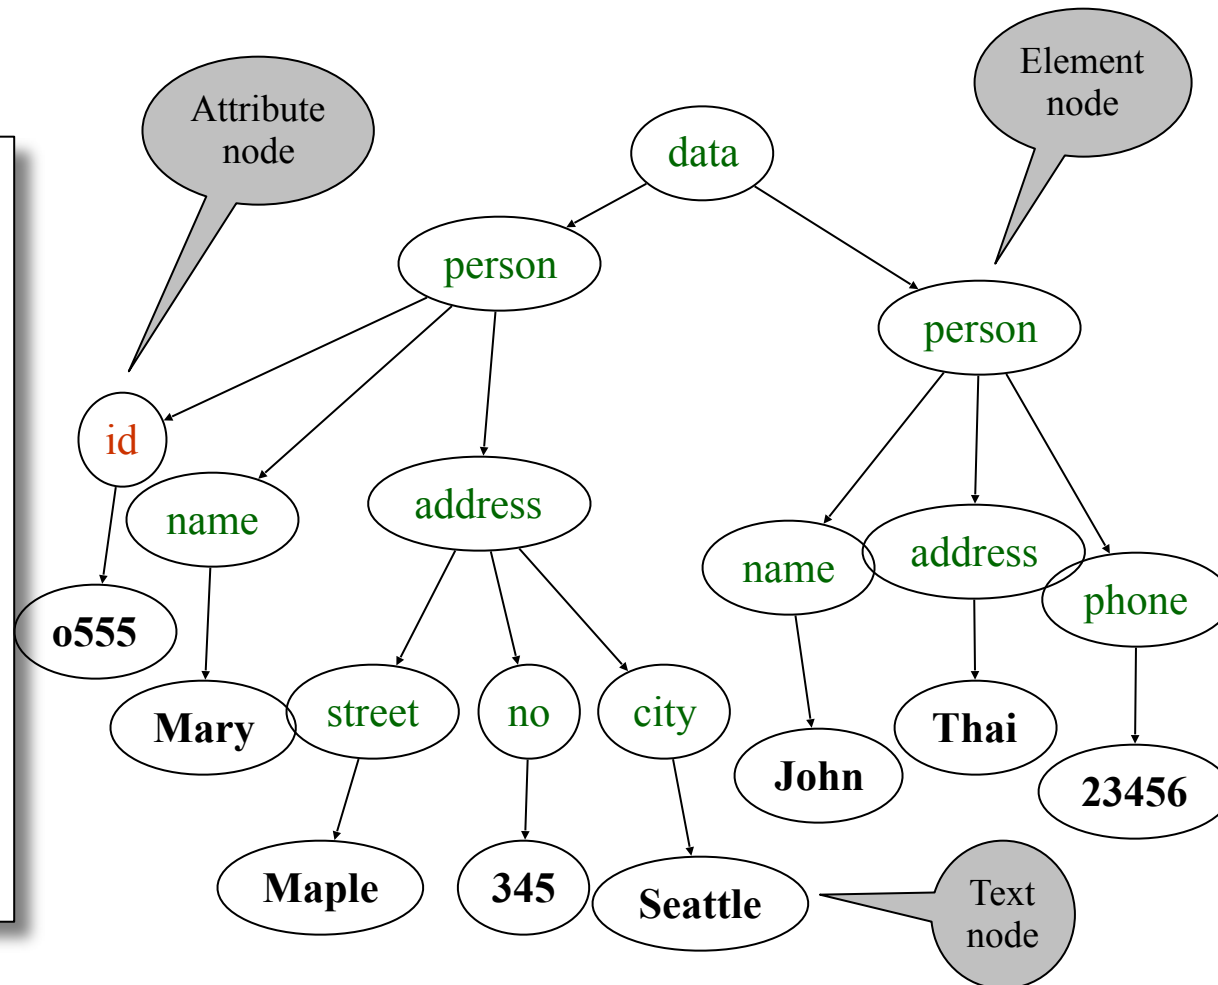 Element
node
Attribute
node
data
person
person
id
name
address
name
address
phone
o555
Mary
street
no
city
John
Thai
23456
Maple
345
Seattle
Text
node